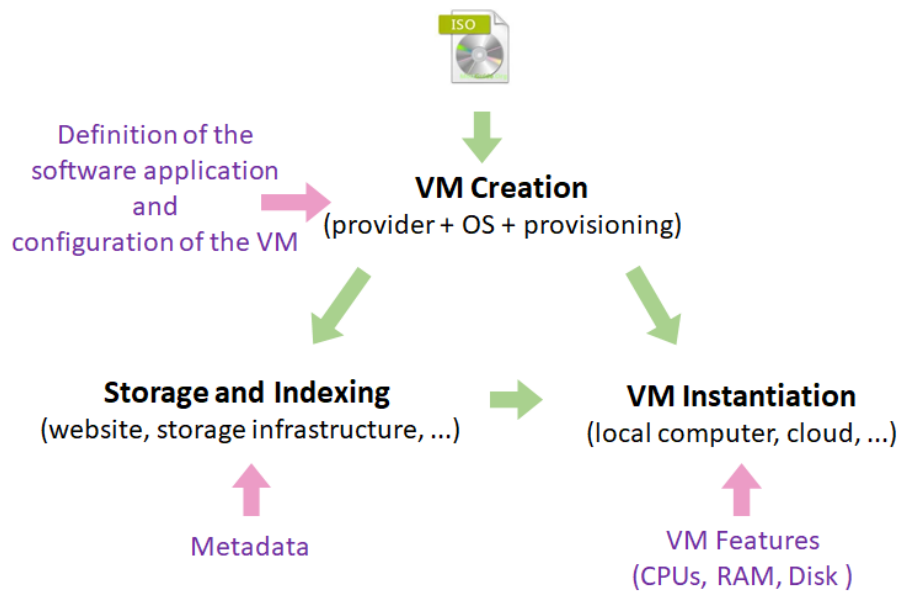 ISO
Definition of the
software application
and
configuration of the VM
VM Creation
(provider + OS + provisioning)
Storage and Indexing
(website, storage infrastructure, ...)
VM Instantiation
(local computer, cloud, ...)
Metadata
VM Features
(CPUs, RAM, Disk )